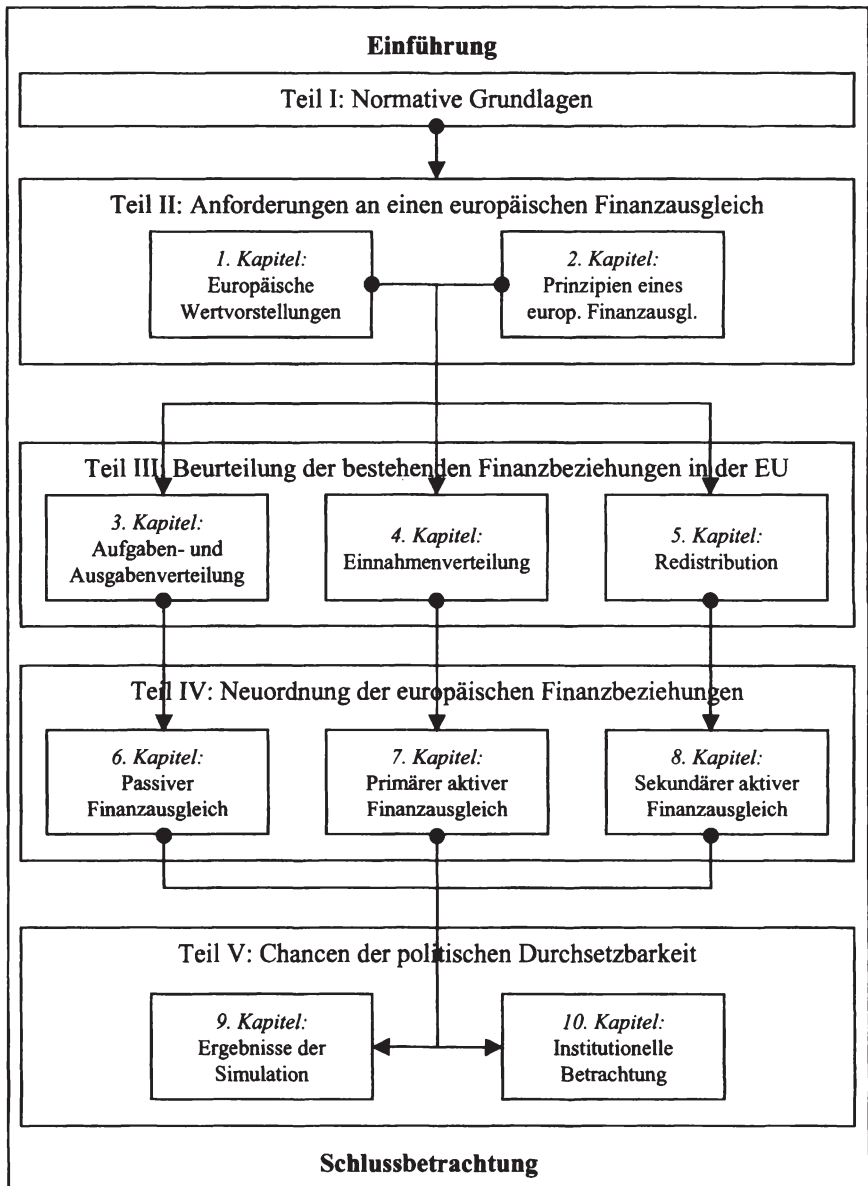 Einführung
Teil I: Normative Grundlagen
Teil II: Anforderungen an einen europäischen Finanzausgleich
1. Kapitel:
Europäische
Wertvorstellungen
2. Kapitel:
Prinzipien eines
europ. Finanzausgl.
Teil III: Beurteilung der bestehenden Finanzbeziehungen in der EU
3. Kapitel:
Aufgaben- und
Ausgabenverteilung
4. Kapitel:
Einnahmenverteilung
5. Kapitel:
Redistribution
Teil IV: Neuordnung der europäischen Finanzbeziehungen
6. Kapitel:
Passiver
Finanzausgleich
7. Kapitel:
Primärer aktiver
Finanzausgleich
8. Kapitel:
Sekundärer aktiver
Finanzausgleich
Teil V: Chancen der politischen Durchsetzbarkeit
9. Kapitel:
Ergebnisse der
Simulation
10. Kapitel:
Institutionelle
Betrachtung
Schlussbetrachtung